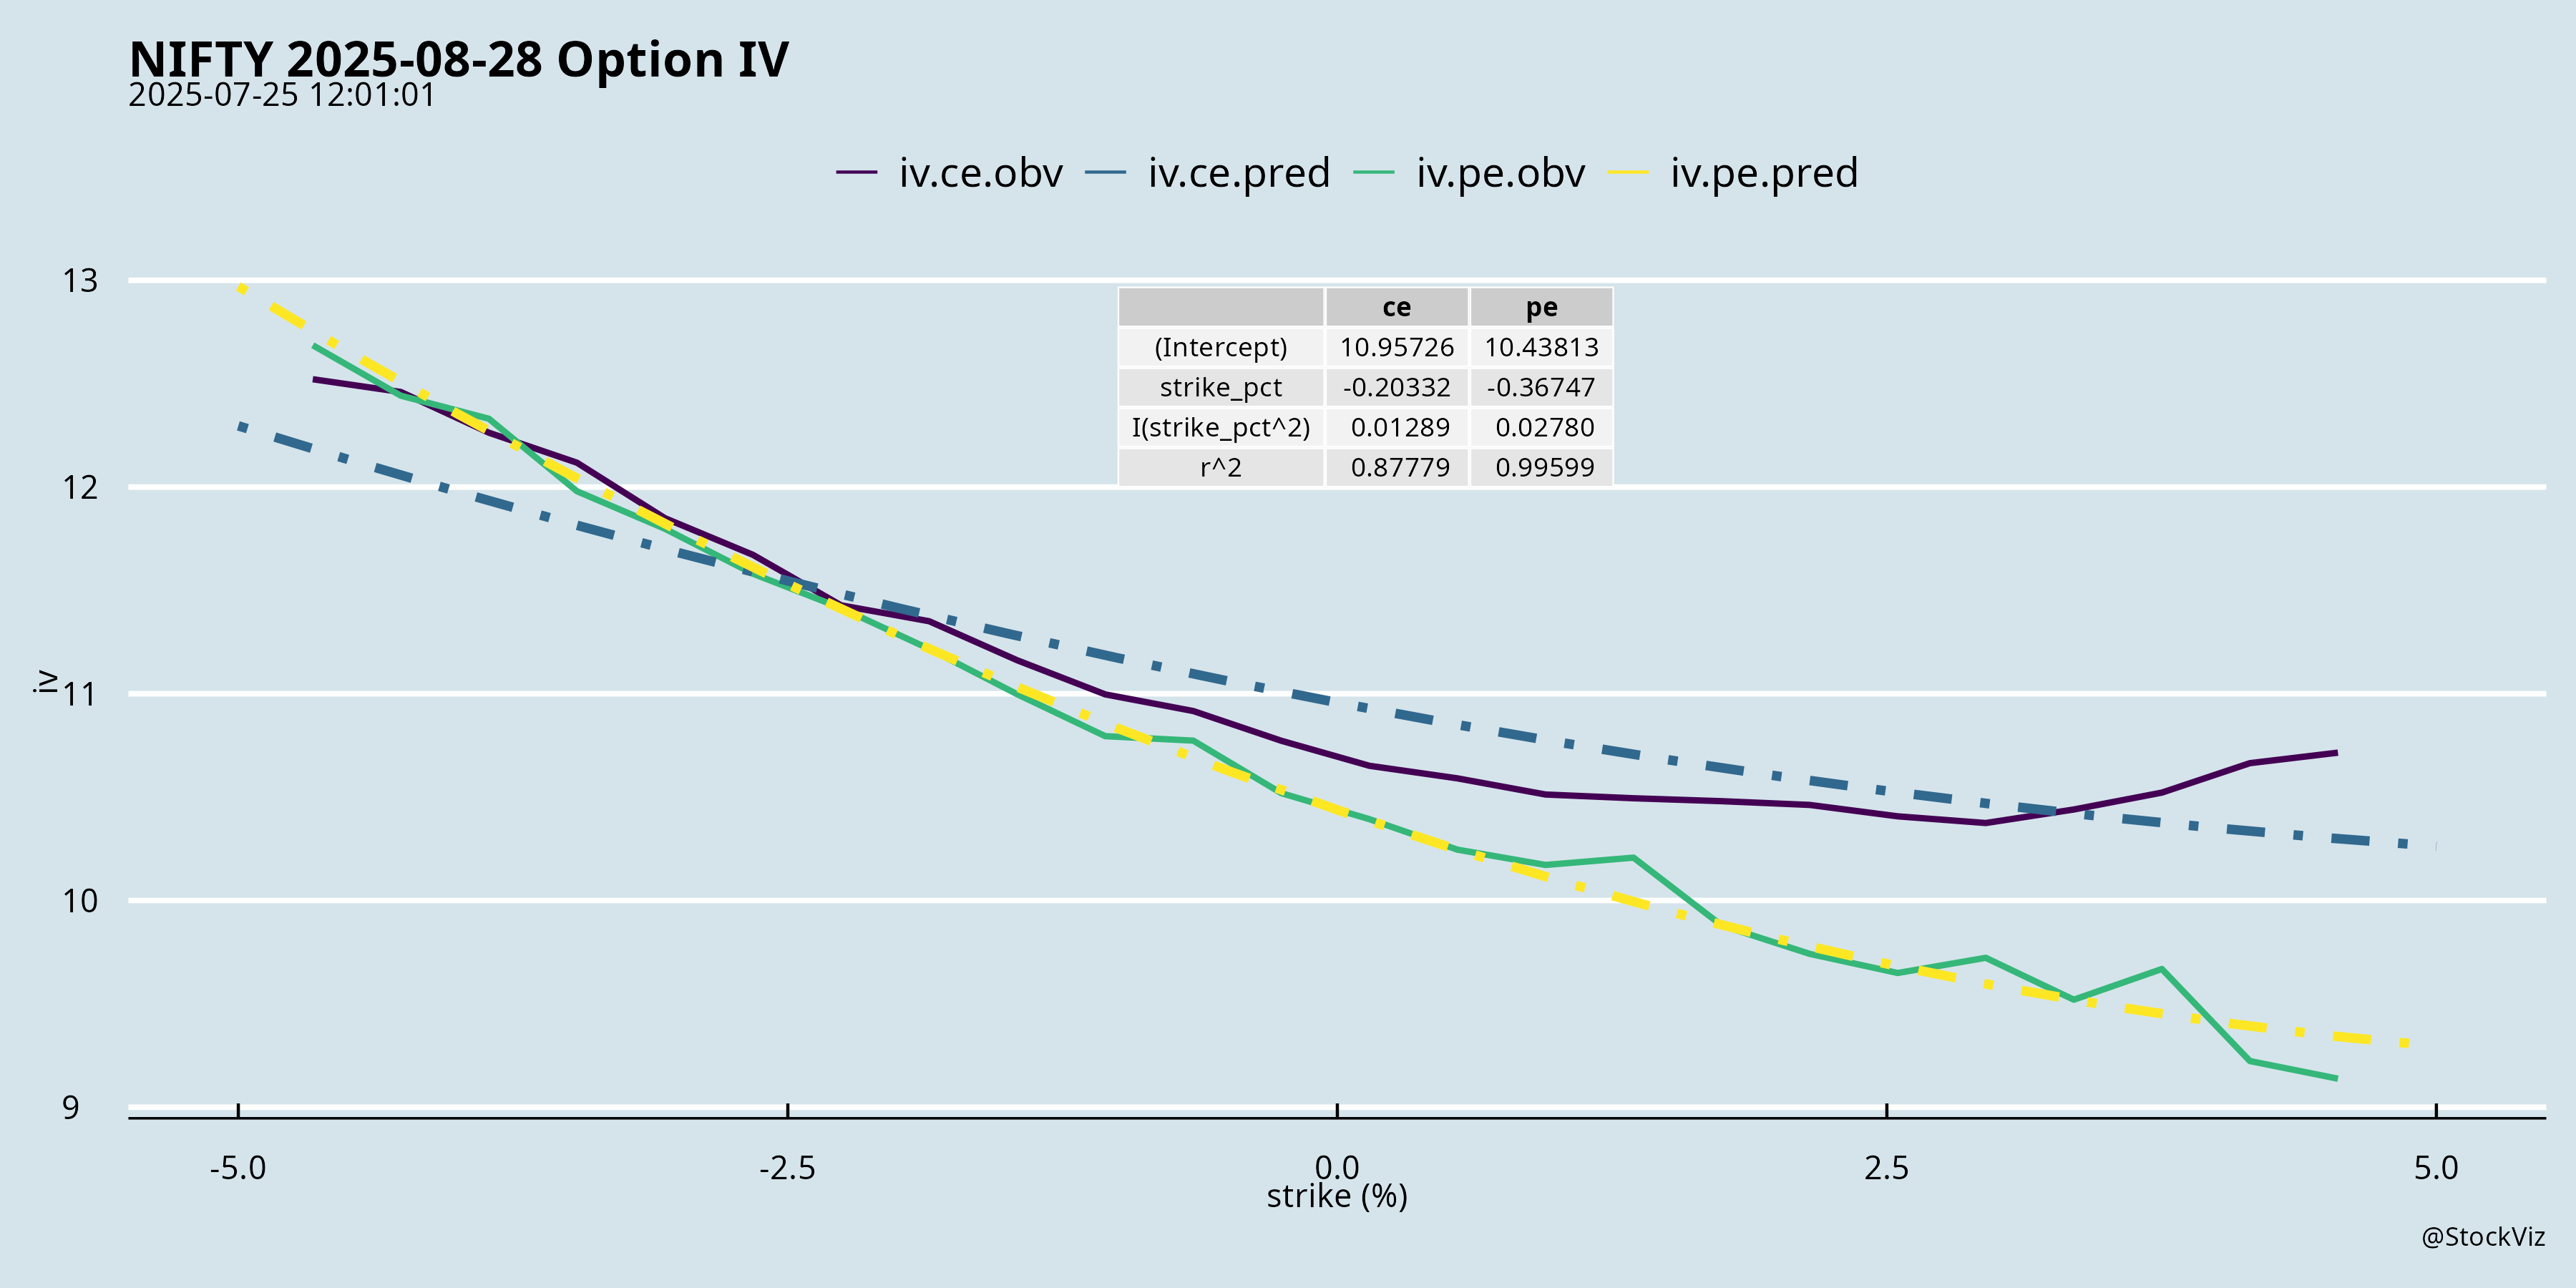 NIFTY 2025-08-28 Option IV
2025-07-25 12:01:01
iv.ce.obv iv.ce.pred iv.pe.obv iv.pe.pred
13
ce pe
(Intercept) 10.95726 10.43813
strike_pct -0.20332 -0.36747
I(strike_pct^2) 0.01289 0.02780
r^2 0.87779 0.99599
12
iv
11
10
9
-5.0 -2.5 0.0 2.5 5.0
strike (%)
@StockViz